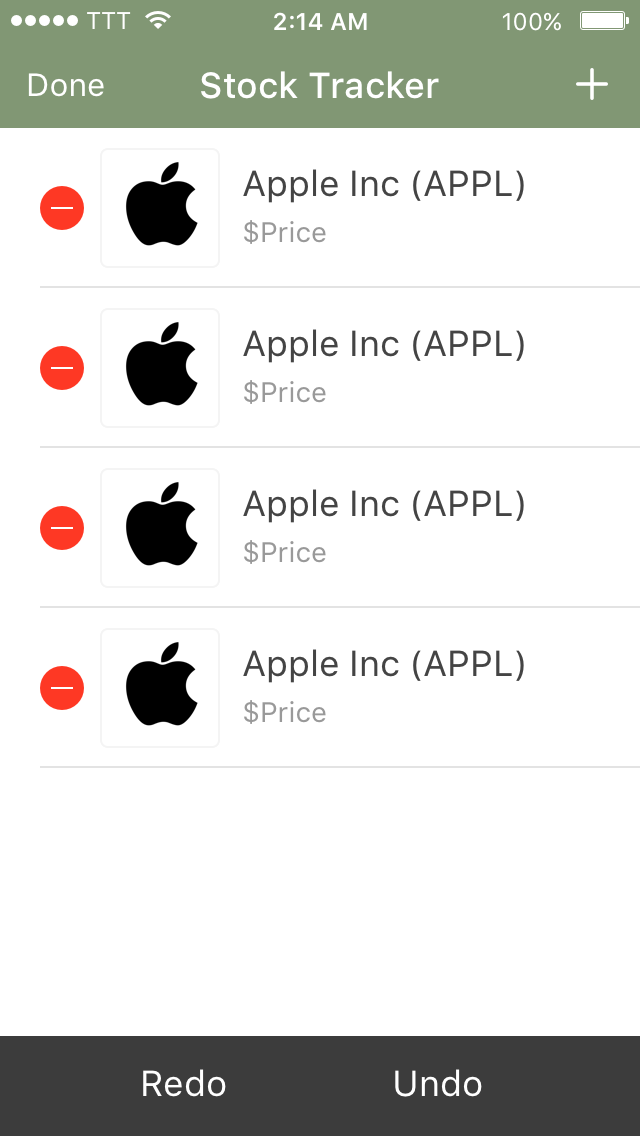 TTT 2:14 AM 100%
Done Stock Tracker +
Apple Inc (APPL)
$Price
Apple Inc (APPL)
$Price
Apple Inc (APPL)
$Price
Apple Inc (APPL)
$Price
Redo Undo